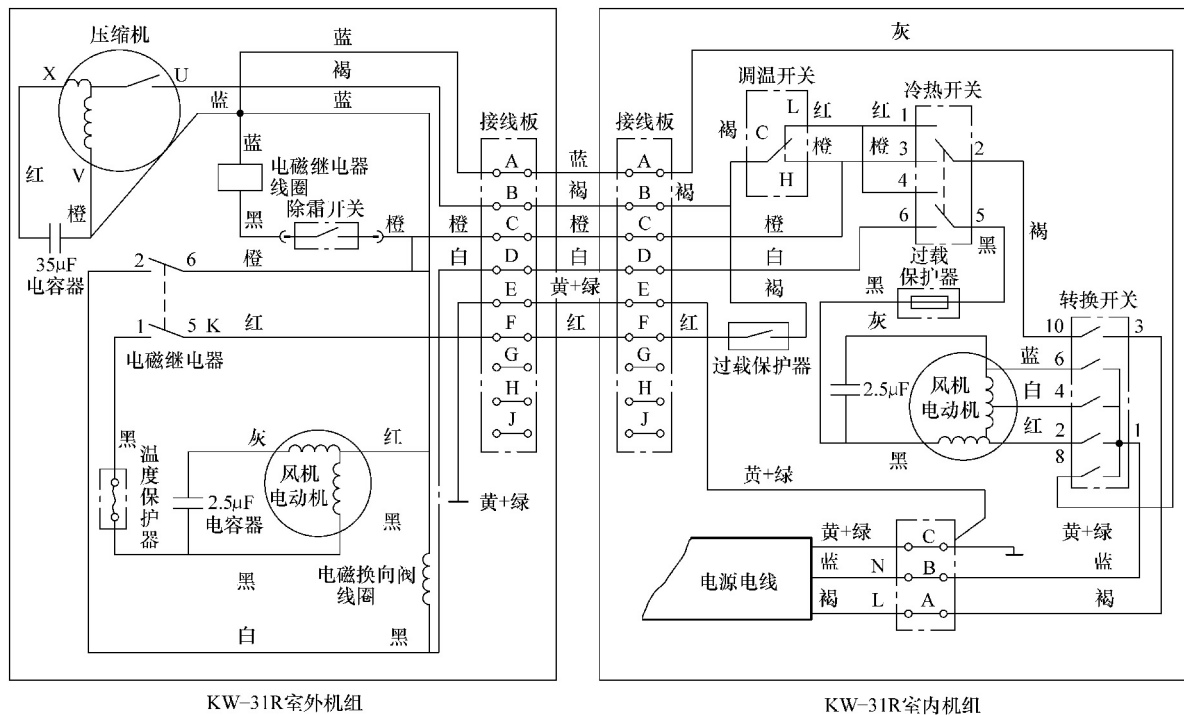 压缩机
X
U
V
红
橙
35μF
电容器
蓝
褐
蓝
蓝
蓝
电磁继电器
线圈
黑
除霜开关
橙
橙
白
2
6
橙
1
5
K
红
电磁继电器
黑
温度保护器
灰
红
风机
电动机
2.5μF
电容器
黑
黑
电磁换向阀
线圈
白
黑
黄+绿
接线板
A
B
C
D
E
F
G
H
J
蓝
褐
橙
白
黄+绿
红
接线板
A
B
C
D
E
F
G
H
J
灰
调温开关
L
C
H
褐
红
橙
红
橙
冷热开关
1
3
4
6
2
5
褐
橙
白
褐
红
过载保护器
黑
褐
过载
保护器
黑
灰
2.5μF
风机
电动机
蓝
白
红
黑
转换开关
10
6
4
2
8
3
1
黄+绿
电源电线
黄+绿
蓝
N
褐
L
C
B
A
黄+绿
蓝
褐
KW-31R室外机组
KW-31R室内机组